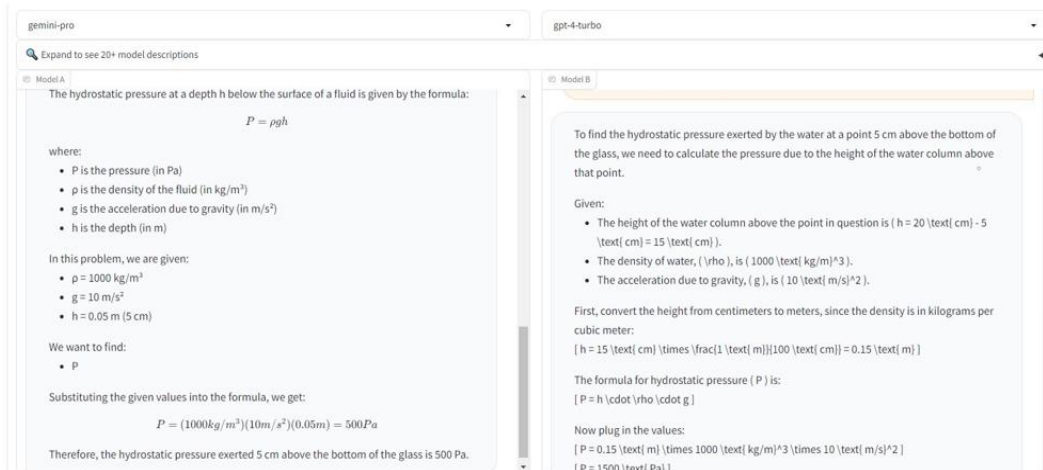 gemini-pro
gpt-4-turbo
Expand to see 20+ model descriptions
Model A
The hydrostatic pressure at a depth h below the surface of a fluid is given by the formula:
P = ρgh
where:
• P is the pressure (in Pa)
• ρ is the density of the fluid (in kg/m³)
• g is the acceleration due to gravity (in m/s²)
• h is the depth (in m)
In this problem, we are given:
• ρ = 1000 kg/m³
• g = 10 m/s²
• h = 0.05 m (5 cm)
We want to find:
• P
Substituting the given values into the formula, we get:
P = (1000kg/m³)(10m/s²)(0.05m) = 500Pa
Therefore, the hydrostatic pressure exerted 5 cm above the bottom of the glass is 500 Pa.
Model B
To find the hydrostatic pressure exerted by the water at a point 5 cm above the bottom of
the glass, we need to calculate the pressure due to the height of the water column above
that point.
Given:
• The height of the water column above the point in question is ( h = 20 \text{ cm} - 5
\text{ cm} = 15 \text{ cm} ).
• The density of water, ( \rho ), is ( 1000 \text{ kg/m}^3 ).
• The acceleration due to gravity, ( g ), is ( 10 \text{ m/s}^2 ).
First, convert the height from centimeters to meters, since the density is in kilograms per
cubic meter:
[ h = 15 \text{ cm} \times \frac{1 \text{ m}}{100 \text{ cm}} = 0.15 \text{ m} ]
The formula for hydrostatic pressure ( P ) is:
[ P = h \cdot \rho \cdot g ]
Now plug in the values:
[ P = 0.15 \text{ m} \times 1000 \text{ kg/m}^3 \times 10 \text{ m/s}^2 ]
[ P = 1500 \text{ Pa} ]